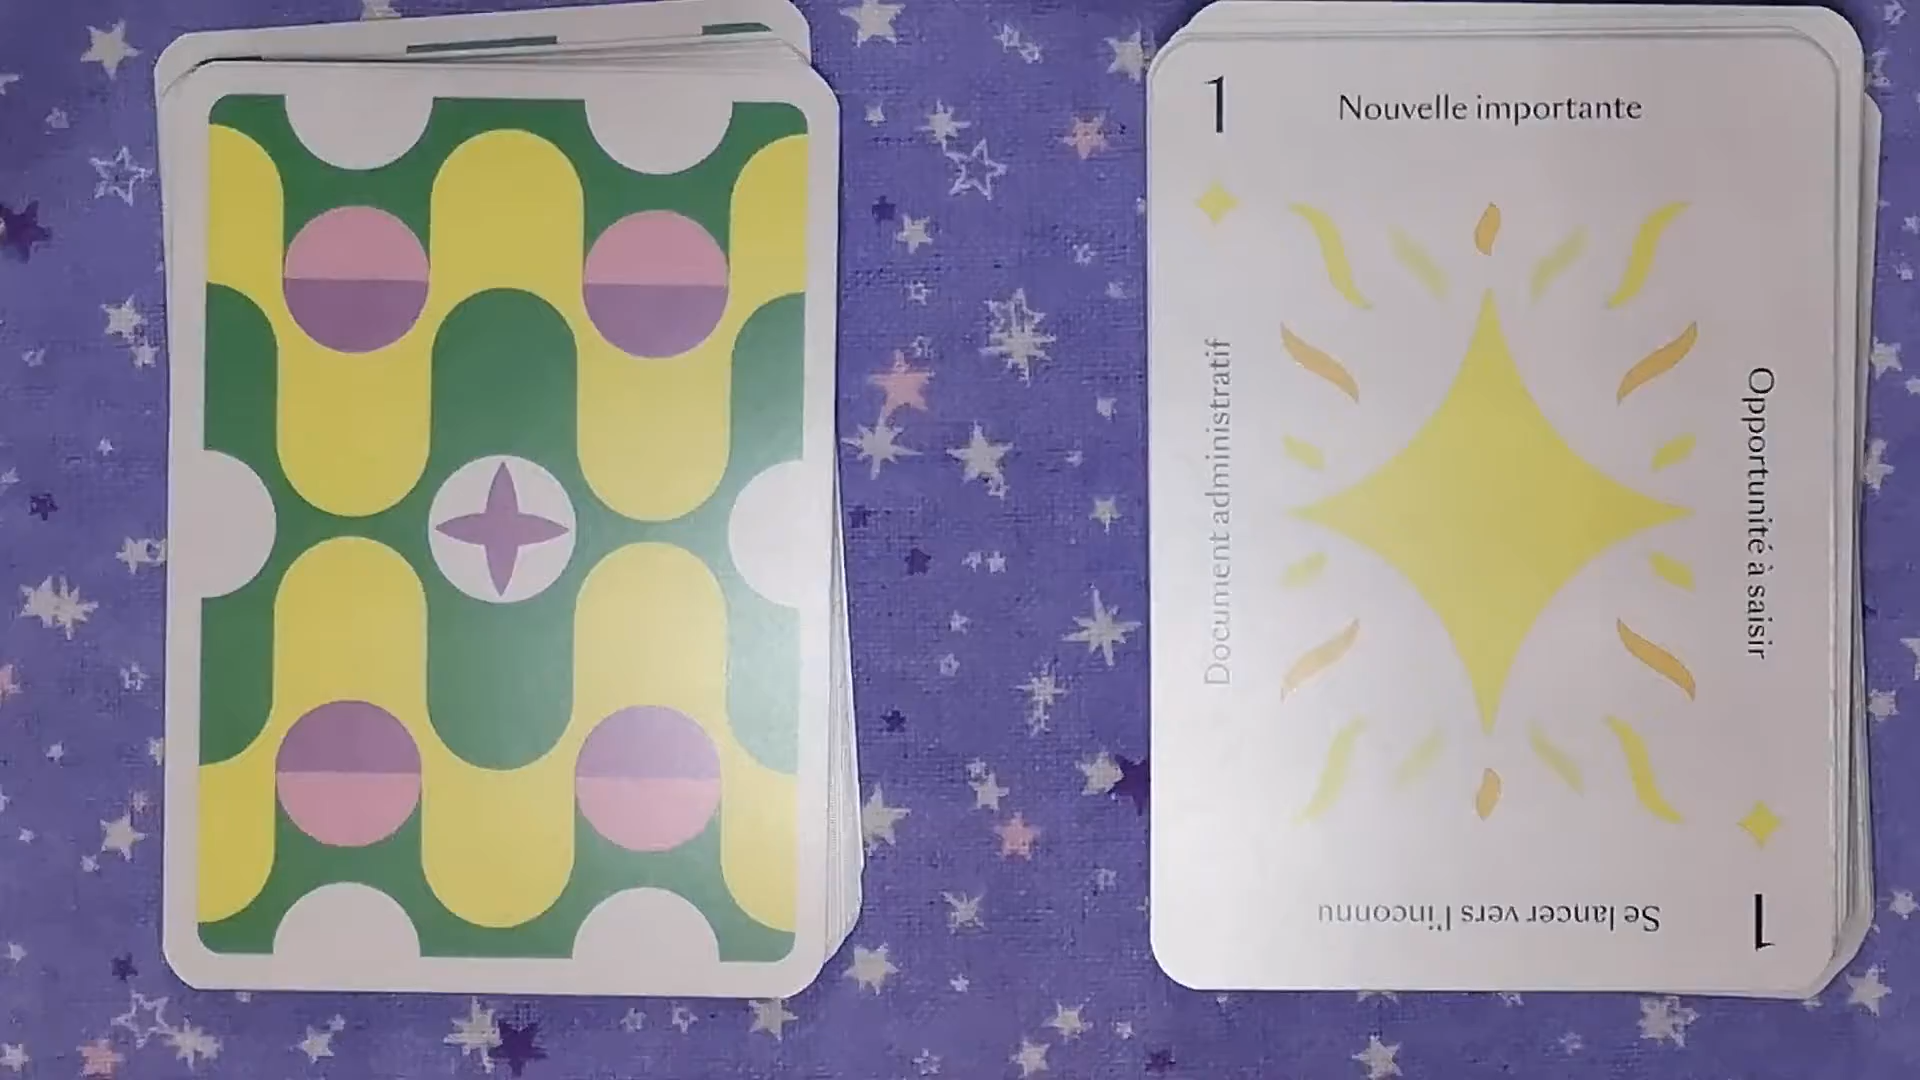 1
Nouvelle importante
Document administratif
Opportunité à saisir
Se lancer vers l'inconnu
1